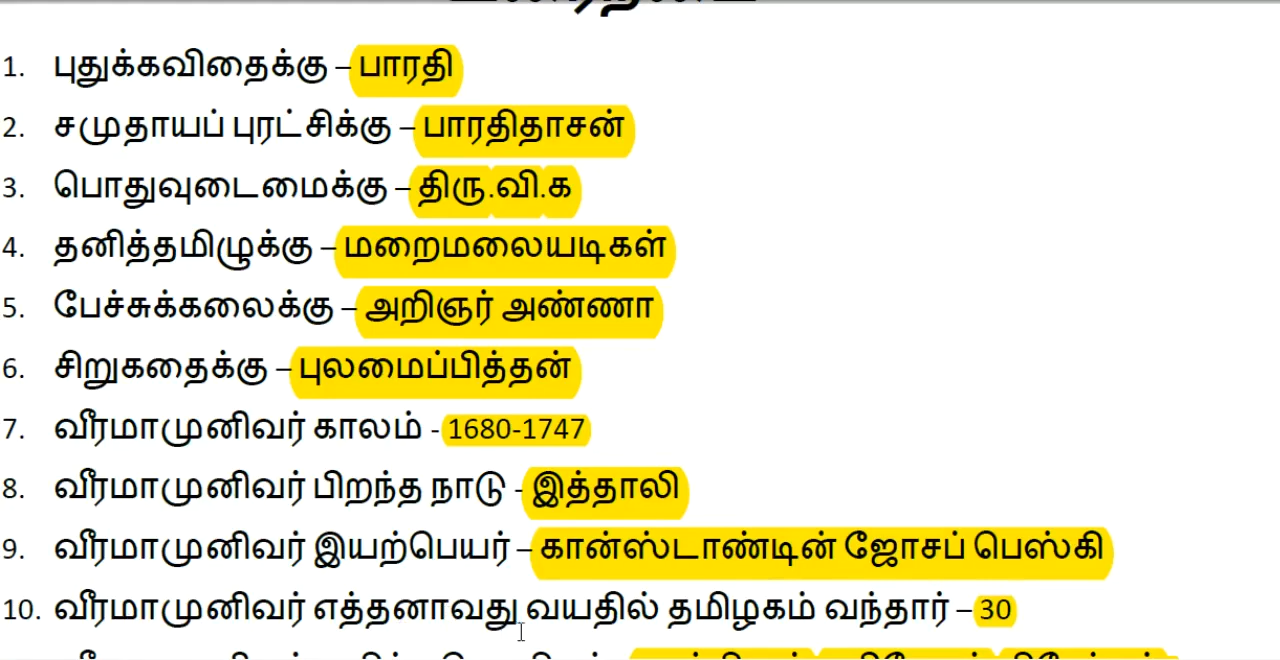 1. புதுக்கவிதைக்கு – பாரதி
2. சமுதாயப் புரட்சிக்கு – பாரதிதாசன்
3. பொதுவுடைமைக்கு – திரு.வி.க
4. தனித்தமிழுக்கு – மறைமலையடிகள்
5. பேச்சுக்கலைக்கு – அறிஞர் அண்ணா
6. சிறுகதைக்கு – புலமைப்பித்தன்
7. வீரமாமுனிவர் காலம் - 1680-1747
8. வீரமாமுனிவர் பிறந்த நாடு - இத்தாலி
9. வீரமாமுனிவர் இயற்பெயர் – கான்ஸ்டாண்டின் ஜோசப் பெஸ்கி
10. வீரமாமுனிவர் எத்தனாவது வயதில் தமிழகம் வந்தார் – 30